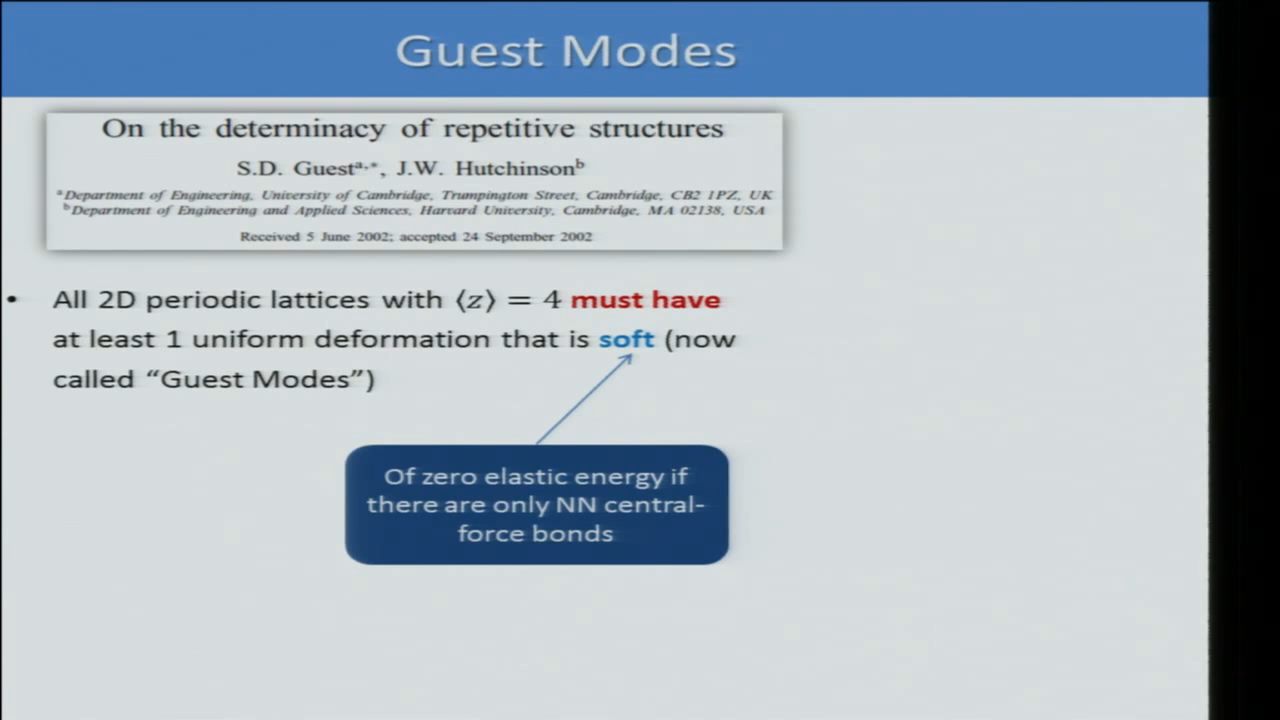 Guest Modes
On the determinacy of repetitive structures
S.D. Guestᵃ,*, J.W. Hutchinsonᵇ
ᵃDepartment of Engineering, University of Cambridge, Trumpington Street, Cambridge, CB2 1PZ, UK
ᵇDepartment of Engineering and Applied Sciences, Harvard University, Cambridge, MA 02138, USA
Received 5 June 2002; accepted 24 September 2002
• All 2D periodic lattices with ⟨z⟩ = 4 must have
at least 1 uniform deformation that is soft (now
called “Guest Modes”)
Of zero elastic energy if
there are only NN central-
force bonds